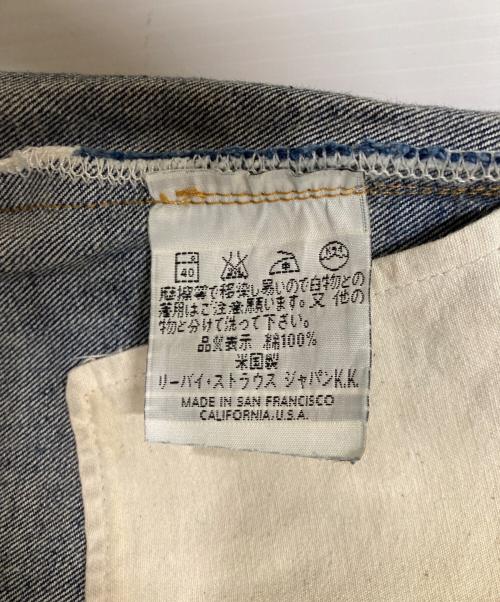 40
摩擦等で移染し易いので白物との
着用はご注意願います。又 他の
物と分けて洗って下さい。
品質表示 綿100%
米国製
リーバイ・ストラウス ジャパンK.K.
MADE IN SAN FRANCISCO
CALIFORNIA.U.S.A.